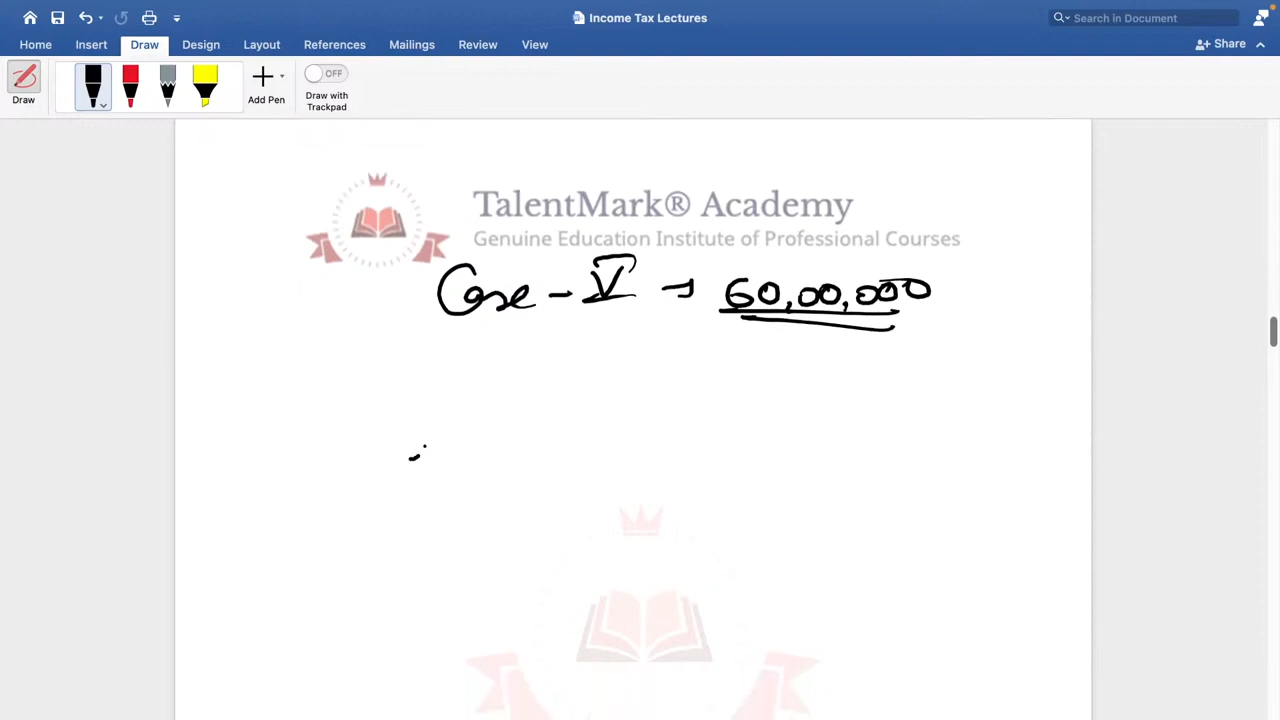 Income Tax Lectures
Search in Document
Home Insert Draw Design Layout References Mailings Review View
Share
Draw
Add Pen
OFF
Draw with
Trackpad
TalentMark® Academy
Genuine Education Institute of Professional Courses
Case - V → 60,00,000